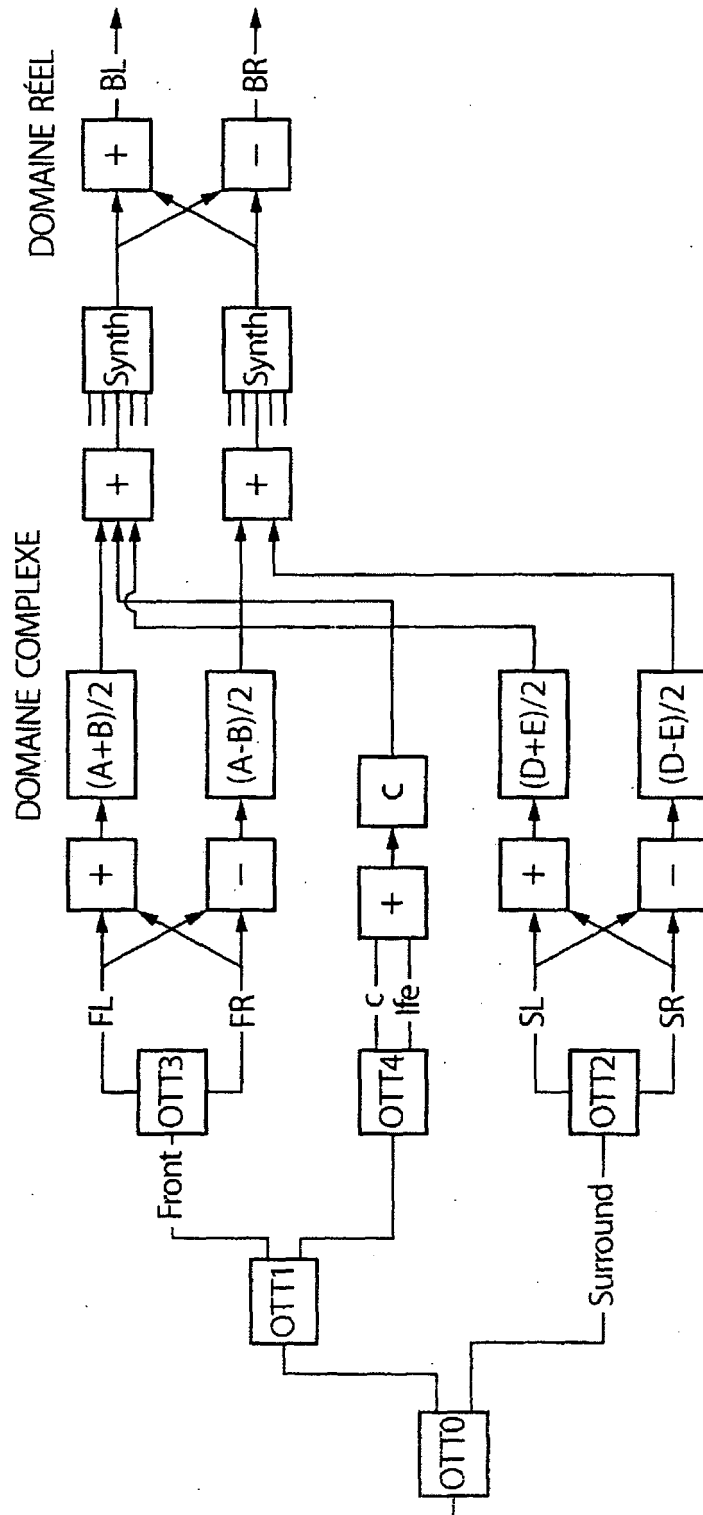 DOMAINE COMPLEXE
DOMAINE RÉEL
OTT0
OTT1
Surround
Front
OTT3
OTT4
OTT2
FL
FR
c
lfe
SL
SR
+
-
+
+
-
(A+B)/2
(A-B)/2
C
(D+E)/2
(D-E)/2
+
+
Synth
Synth
+
-
BL
BR